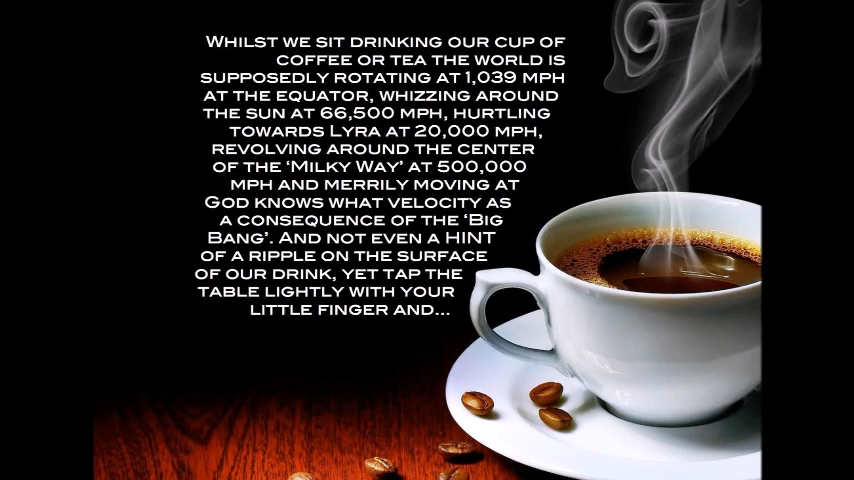 Whilst we sit drinking our cup of
coffee or tea the world is
supposedly rotating at 1,039 mph
at the equator, whizzing around
the sun at 66,500 mph, hurtling
towards Lyra at 20,000 mph,
revolving around the center
of the ‘Milky Way’ at 500,000
mph and merrily moving at
God knows what velocity as
a consequence of the ‘Big
Bang’. And not even a HINT
of a ripple on the surface
of our drink, yet tap the
table lightly with your
little finger and...